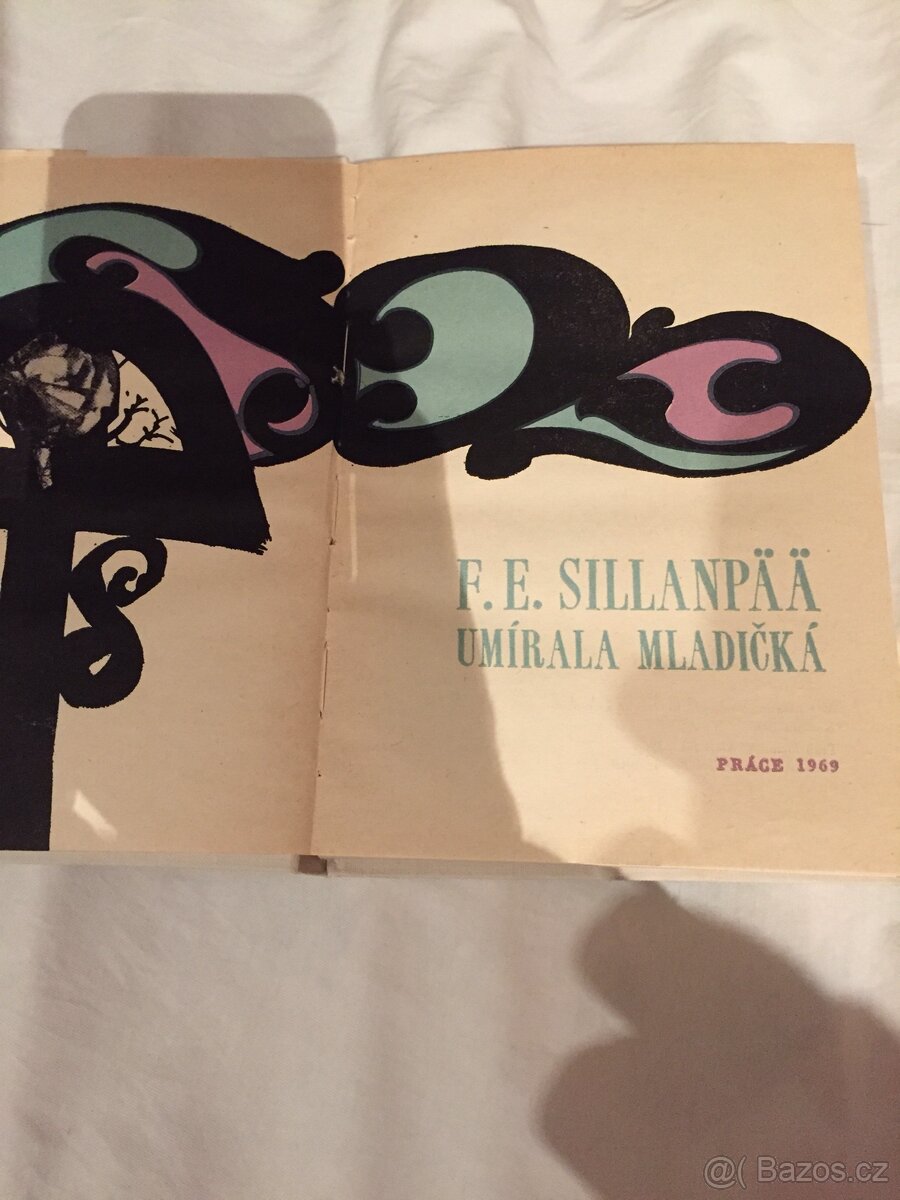 F. E. SILLANPÄÄ
UMÍRALA MLADIČKÁ
PRÁCE 1969
@( Bazos.cz